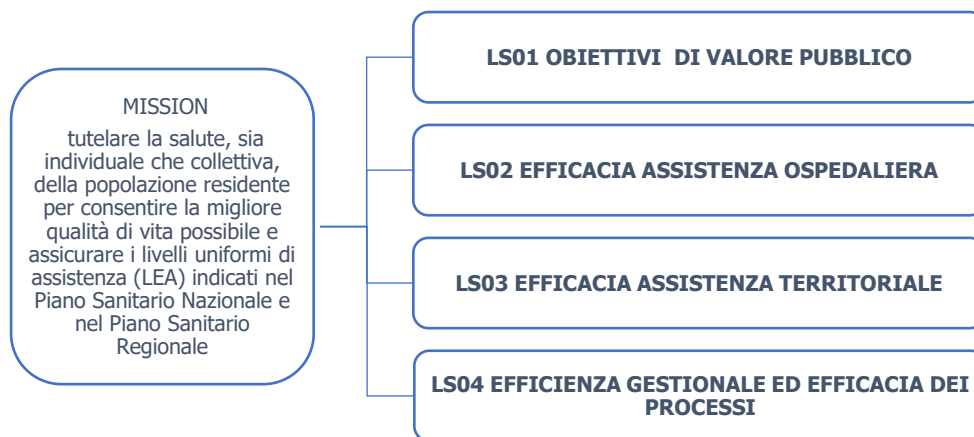 MISSION
tutelare la salute, sia
individuale che collettiva,
della popolazione residente
per consentire la migliore
qualità di vita possibile e
assicurare i livelli uniformi di
assistenza (LEA) indicati nel
Piano Sanitario Nazionale e
nel Piano Sanitario
Regionale
LS01 OBIETTIVI DI VALORE PUBBLICO
LS02 EFFICACIA ASSISTENZA OSPEDALIERA
LS03 EFFICACIA ASSISTENZA TERRITORIALE
LS04 EFFICIENZA GESTIONALE ED EFFICACIA DEI
PROCESSI